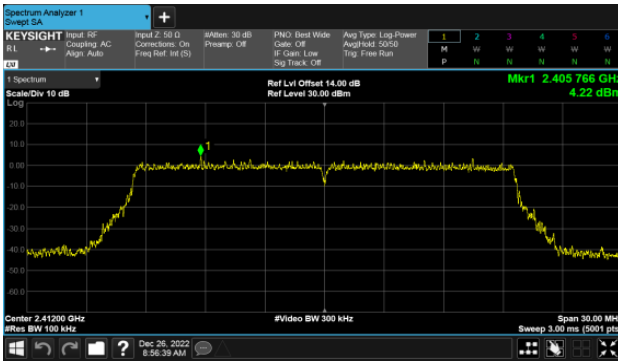 Spectrum Analyzer 1
Swept SA
+
KEYSIGHT Input: RF Input Z: 50 Ω #Atten: 30 dB PNO: Best Wide Avg Type: Log-Power 1 2 3 4 5 6
RL Coupling: AC Corrections: On Preamp: Off Gate: Off Avg|Hold: 50/50 M W W W W W
Align: Auto Freq Ref: Int (S) IF Gain: Low Trig: Free Run
LXI Sig Track: Off P N N N N N
1 Spectrum Ref Lvl Offset 14.00 dB Mkr1 2.405 766 GHz
Scale/Div 10 dB Ref Level 30.00 dBm 4.22 dBm
Log
20.0
10.0
1
0.00
-10.0
-20.0
-30.0
-40.0
-50.0
-60.0
Center 2.41200 GHz #Video BW 300 kHz Span 30.00 MHz
#Res BW 100 kHz Sweep 3.00 ms (5001 pts)
? Dec 26, 2022
8:56:39 AM